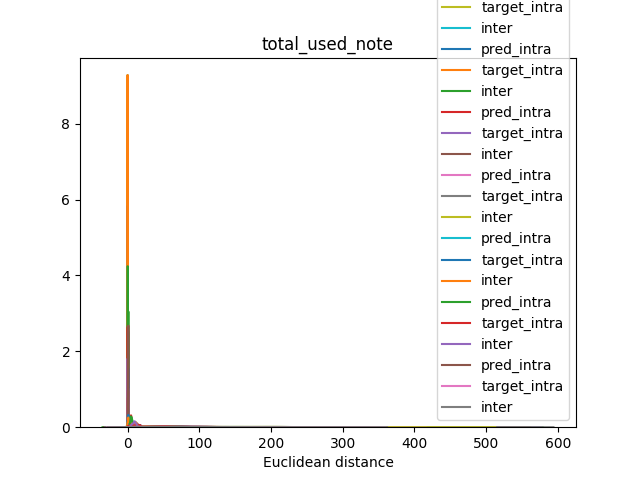 total_used_note
target_intra
inter
pred_intra
target_intra
inter
pred_intra
target_intra
inter
pred_intra
target_intra
inter
pred_intra
target_intra
inter
pred_intra
target_intra
inter
pred_intra
target_intra
inter
8
6
4
2
0
0 100 200 300 400 500 600
Euclidean distance